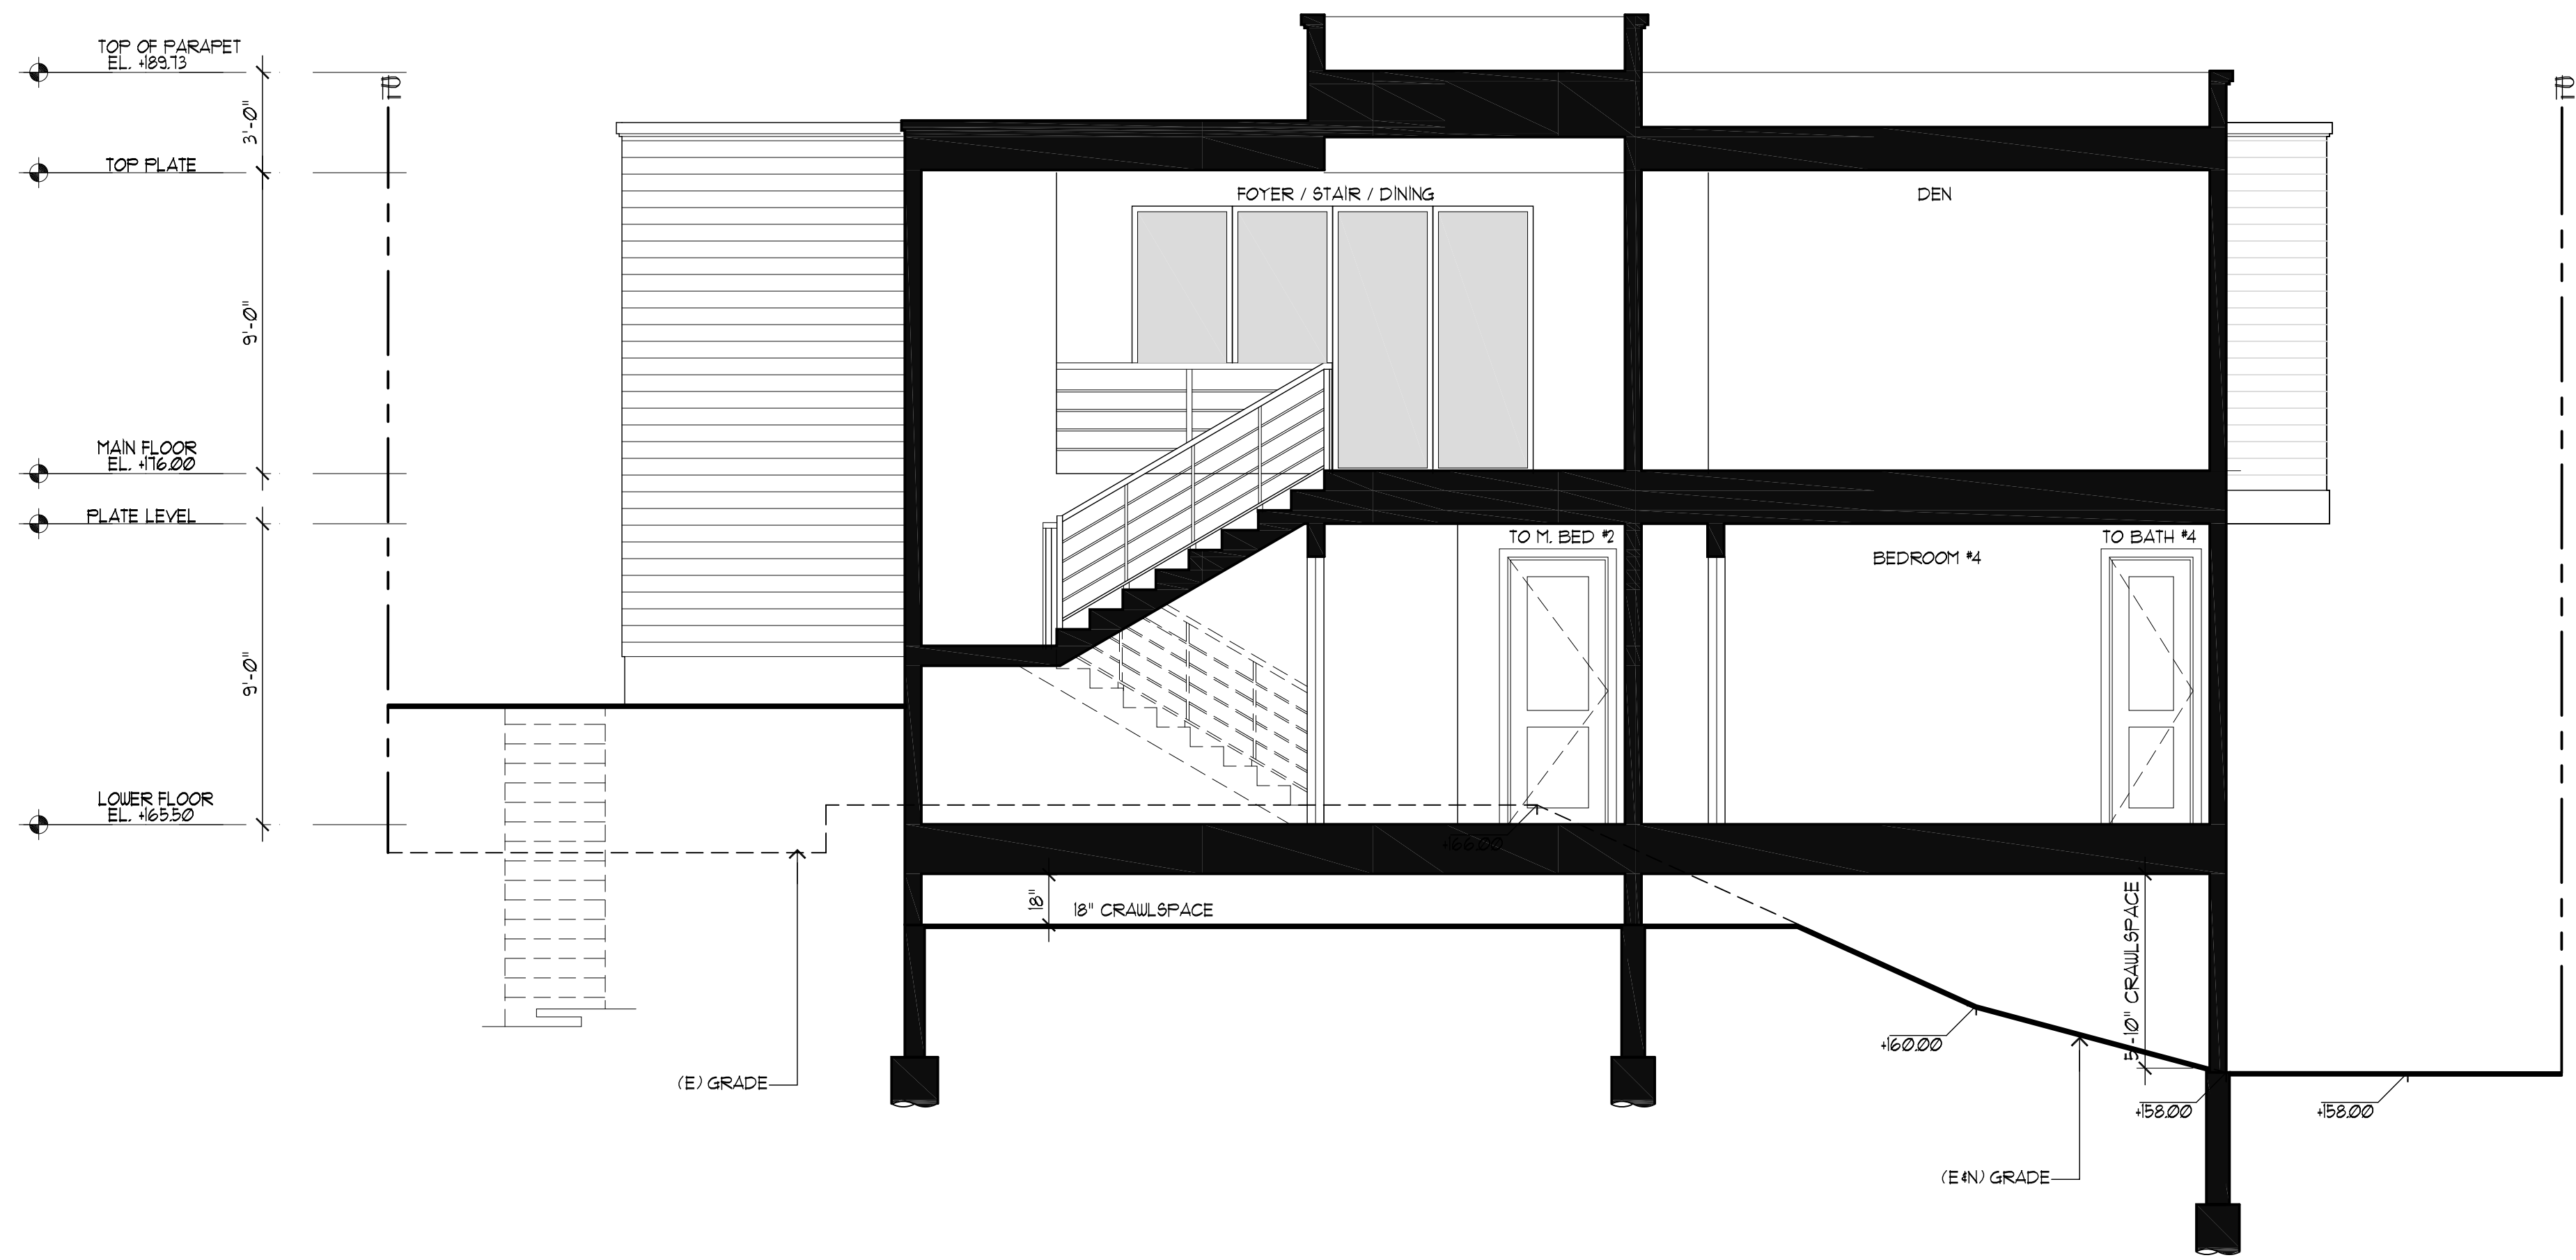 TOP OF PARAPET
EL. +189.73
3'-0"
TOP PLATE
9'-0"
MAIN FLOOR
EL. +176.00
PLATE LEVEL
9'-0"
LOWER FLOOR
EL. +165.50
FOYER / STAIR / DINING
DEN
TO M. BED #2
BEDROOM #4
TO BATH #4
+166.00
18"
18" CRAWLSPACE
5'-10" CRAWLSPACE
+160.00
(E) GRADE
+158.00
+158.00
(E&N) GRADE